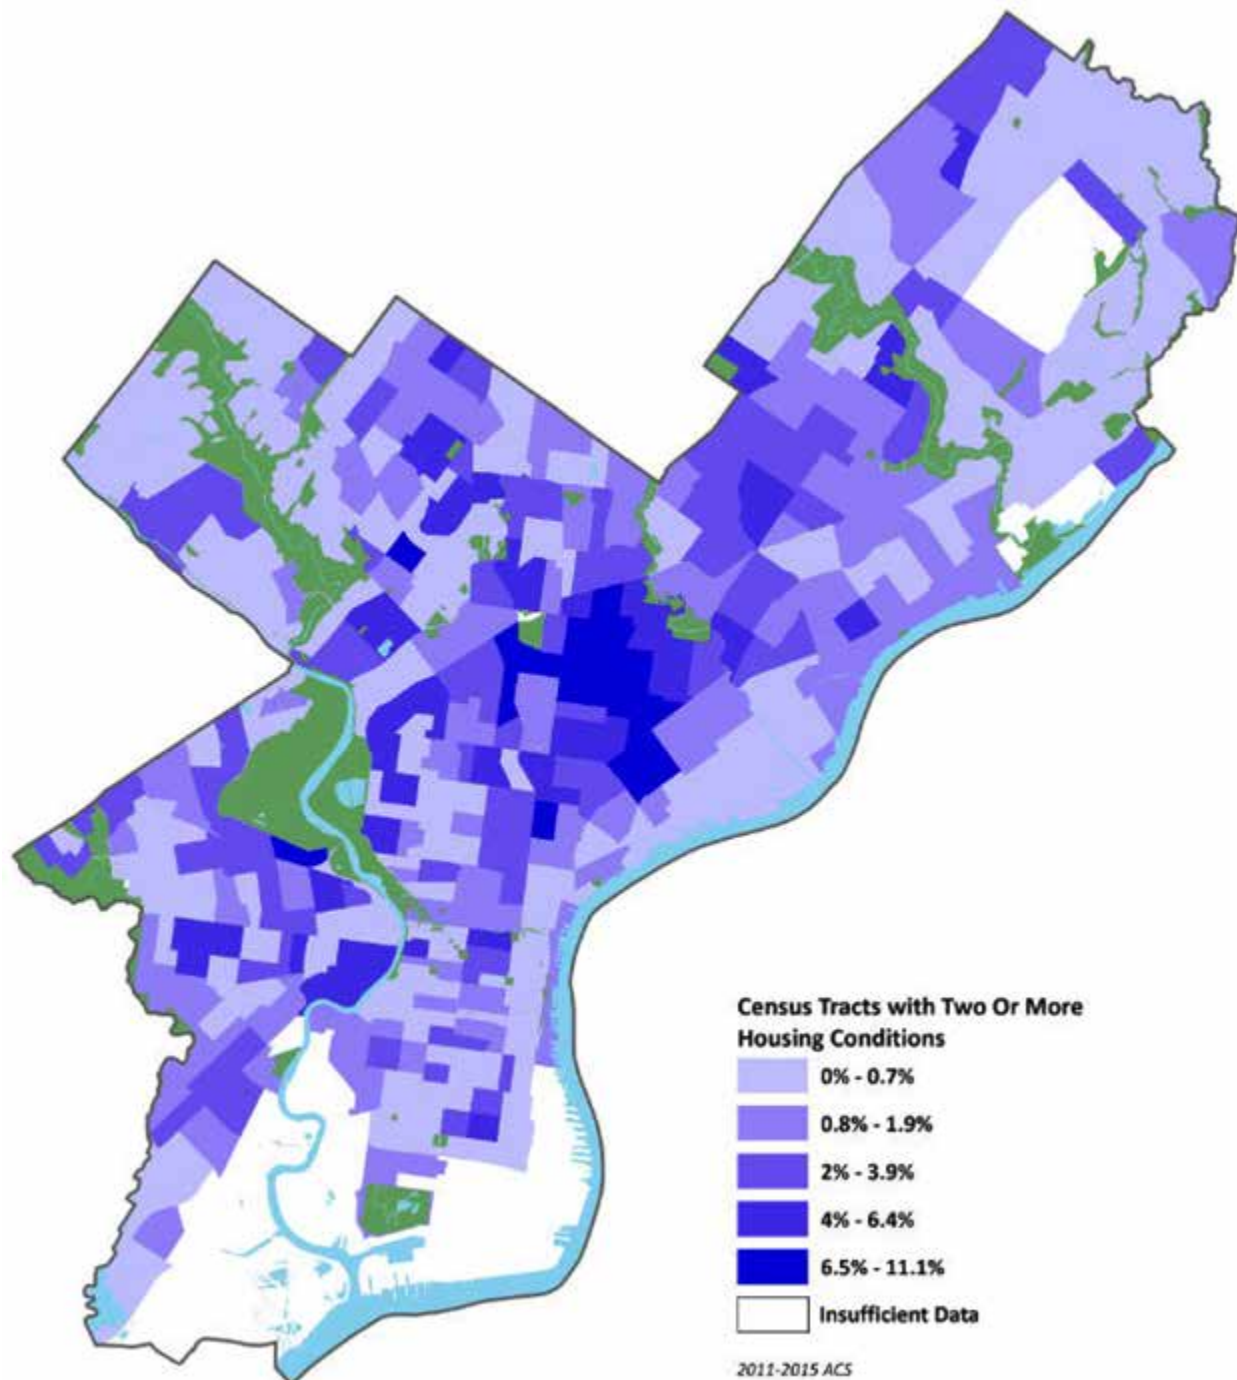 Census Tracts with Two Or More
Housing Conditions
0% - 0.7%
0.8% - 1.9%
2% - 3.9%
4% - 6.4%
6.5% - 11.1%
Insufficient Data
2011-2015 ACS